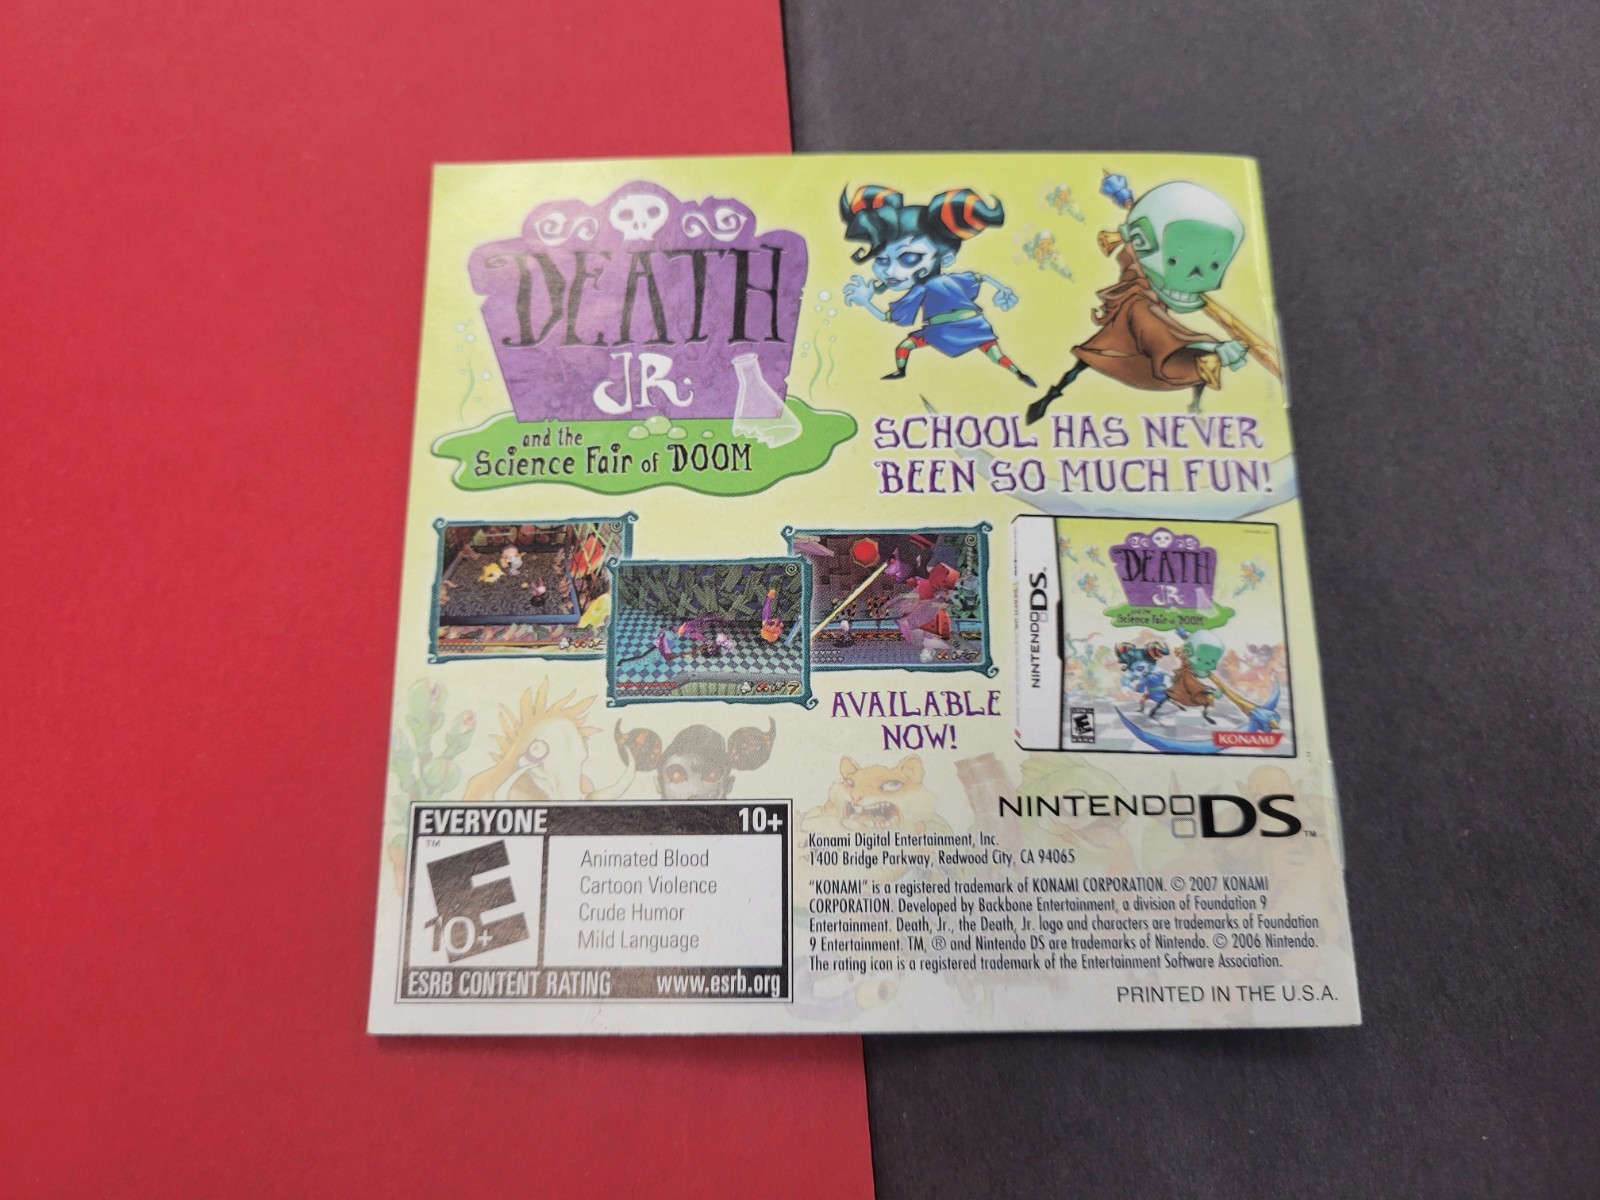 DEATH
JR.
and the
Science Fair of DOOM
SCHOOL HAS NEVER
BEEN SO MUCH FUN!
AVAILABLE
NOW!
NINTENDO DS
DEATH
JR.
and the
Science Fair of DOOM
E
KONAMI
NINTENDO DS™
EVERYONE 10+
™
E
10+
Animated Blood
Cartoon Violence
Crude Humor
Mild Language
ESRB CONTENT RATING www.esrb.org
Konami Digital Entertainment, Inc.
1400 Bridge Parkway, Redwood City, CA 94065
"KONAMI" is a registered trademark of KONAMI CORPORATION. © 2007 KONAMI
CORPORATION. Developed by Backbone Entertainment, a division of Foundation 9
Entertainment. Death, Jr., the Death, Jr. logo and characters are trademarks of Foundation
9 Entertainment. TM, ® and Nintendo DS are trademarks of Nintendo. © 2006 Nintendo.
The rating icon is a registered trademark of the Entertainment Software Association.
PRINTED IN THE U.S.A.